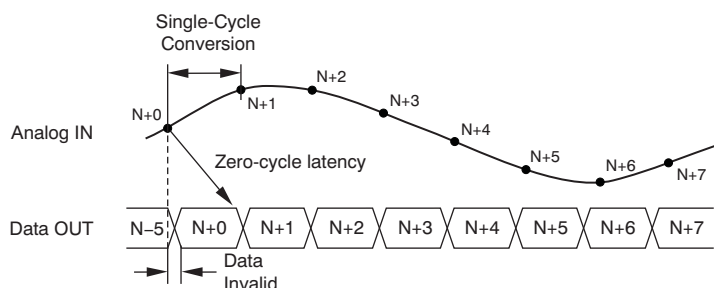 Single-Cycle
Conversion
N+0
N+1
N+2
N+3
N+4
N+5
N+6
N+7
Analog IN
Zero-cycle latency
Data OUT
N−5
N+0
N+1
N+2
N+3
N+4
N+5
N+6
N+7
Data
Invalid